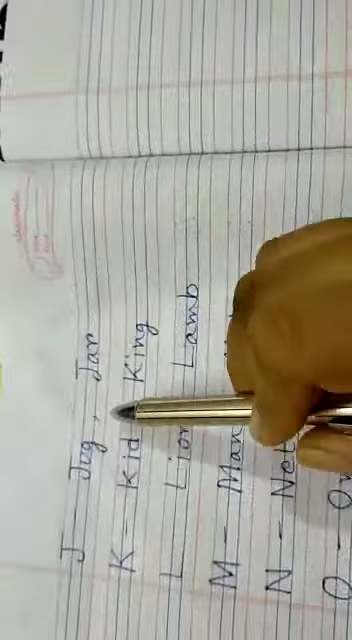 J - Jug, Jar
K - Kid King
L - Lion Lamb
M - Man
N - Net
O -